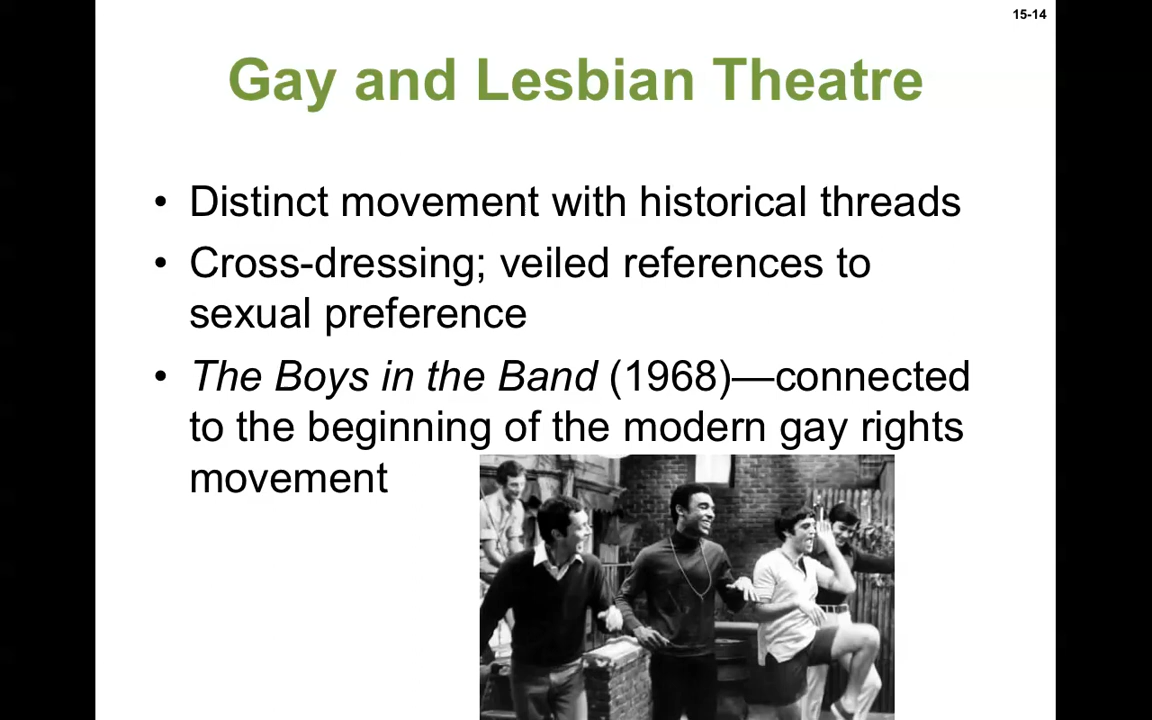 15-14
Gay and Lesbian Theatre
• Distinct movement with historical threads
• Cross-dressing; veiled references to
sexual preference
• The Boys in the Band (1968)—connected
to the beginning of the modern gay rights
movement